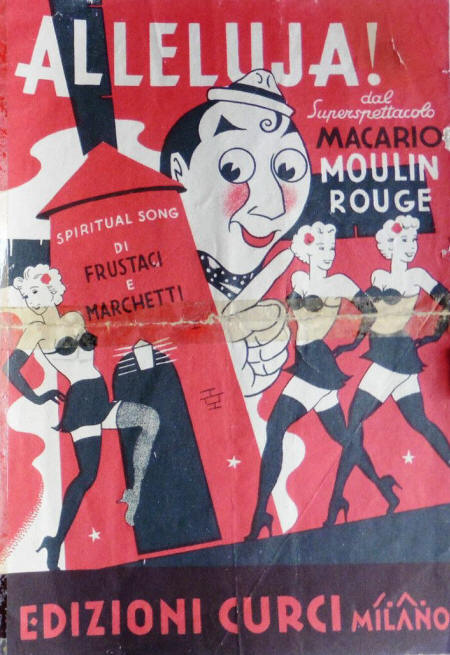 ALLELUJA!
dal
Superspettacolo
MACARIO
MOULIN
ROUGE
SPIRITUAL SONG
DI
FRUSTACI
E
MARCHETTI
EDIZIONI CURCI MILANO